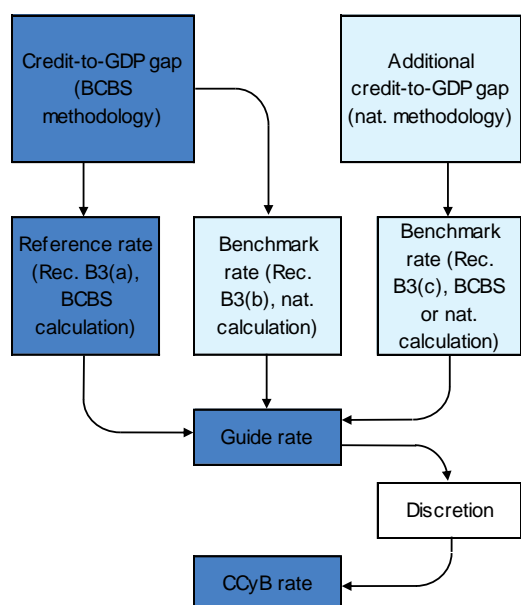 Credit-to-GDP gap
(BCBS
methodology)
Additional
credit-to-GDP gap
(nat. methodology)
Reference rate
(Rec. B3(a),
BCBS
calculation)
Benchmark
rate (Rec.
B3(b), nat.
calculation)
Benchmark
rate (Rec.
B3(c), BCBS
or nat.
calculation)
Guide rate
Discretion
CCyB rate